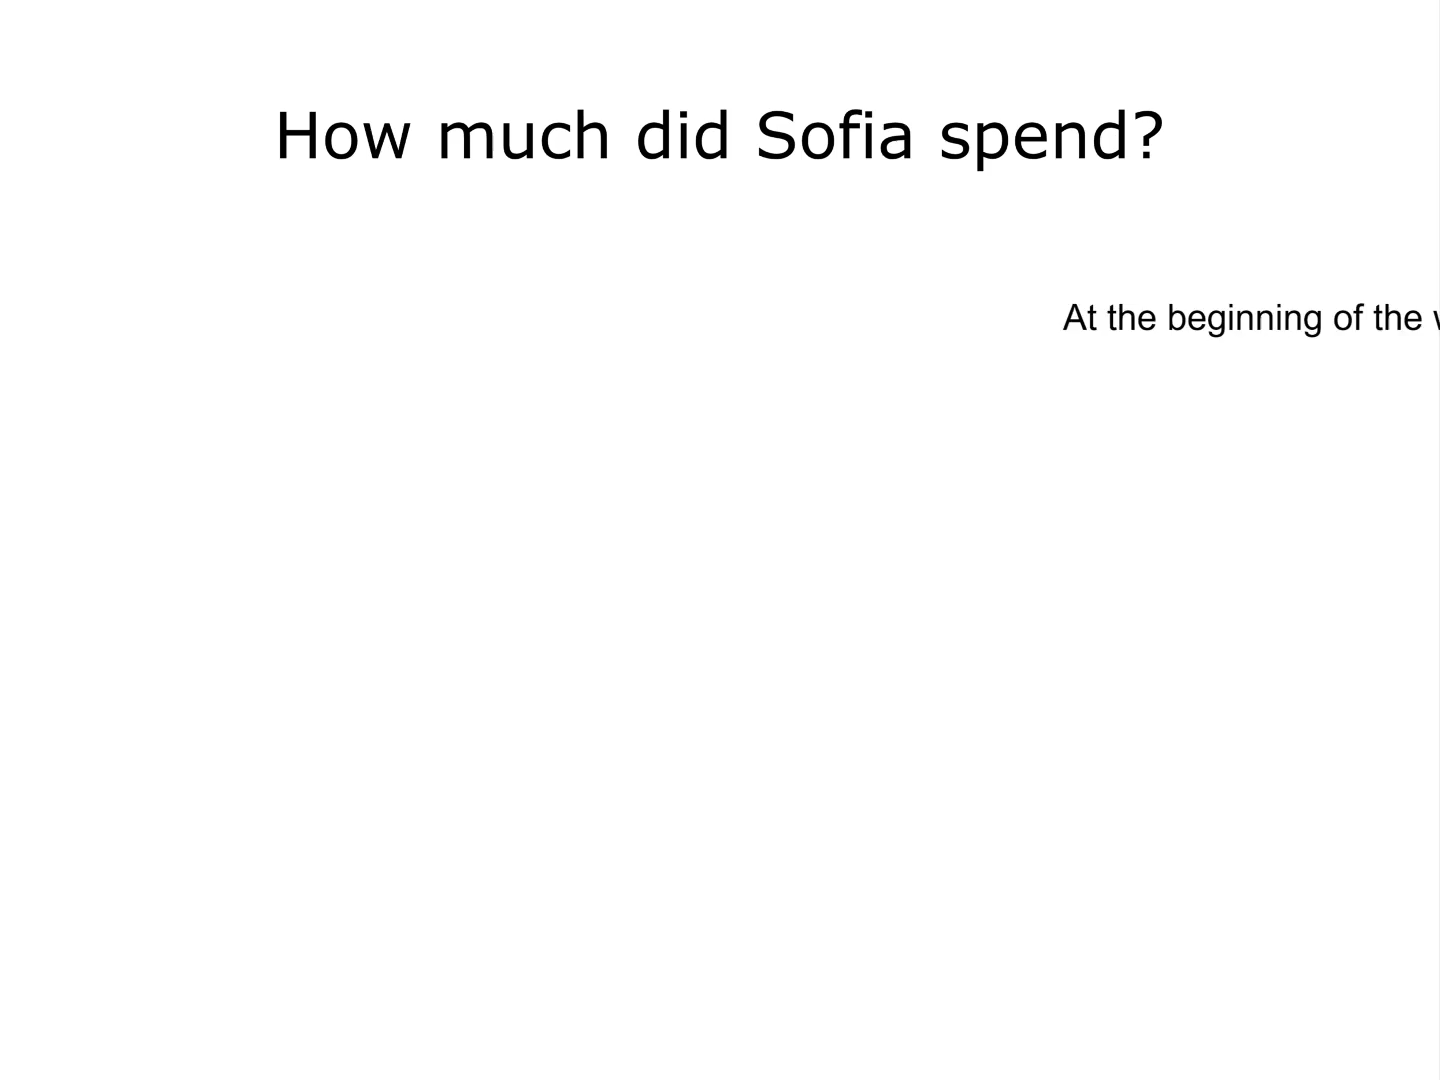 How much did Sofia spend?
At the beginning of the